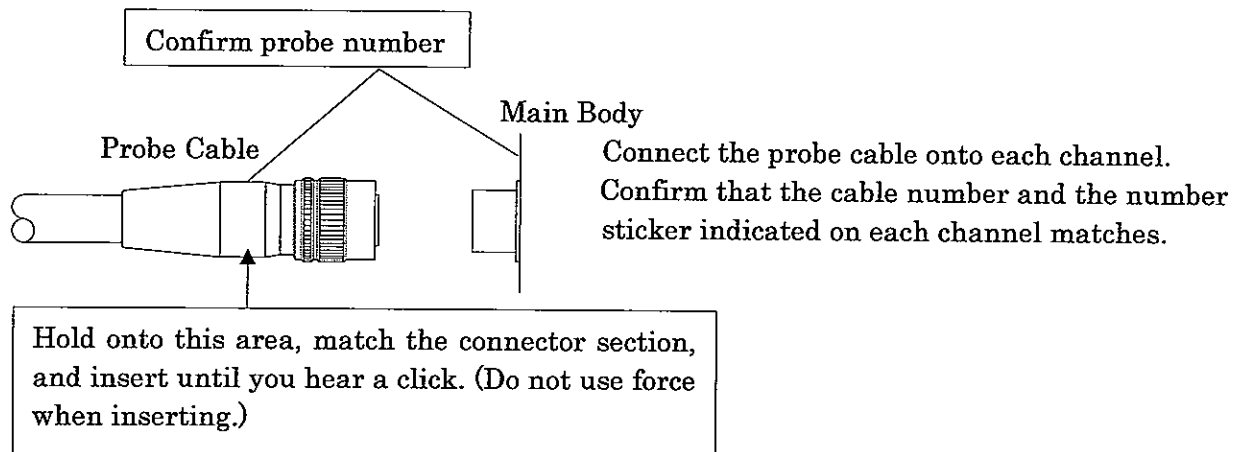 Confirm probe number
Main Body
Probe Cable
Connect the probe cable onto each channel.
Confirm that the cable number and the number
sticker indicated on each channel matches.
Hold onto this area, match the connector section,
and insert until you hear a click. (Do not use force
when inserting.)